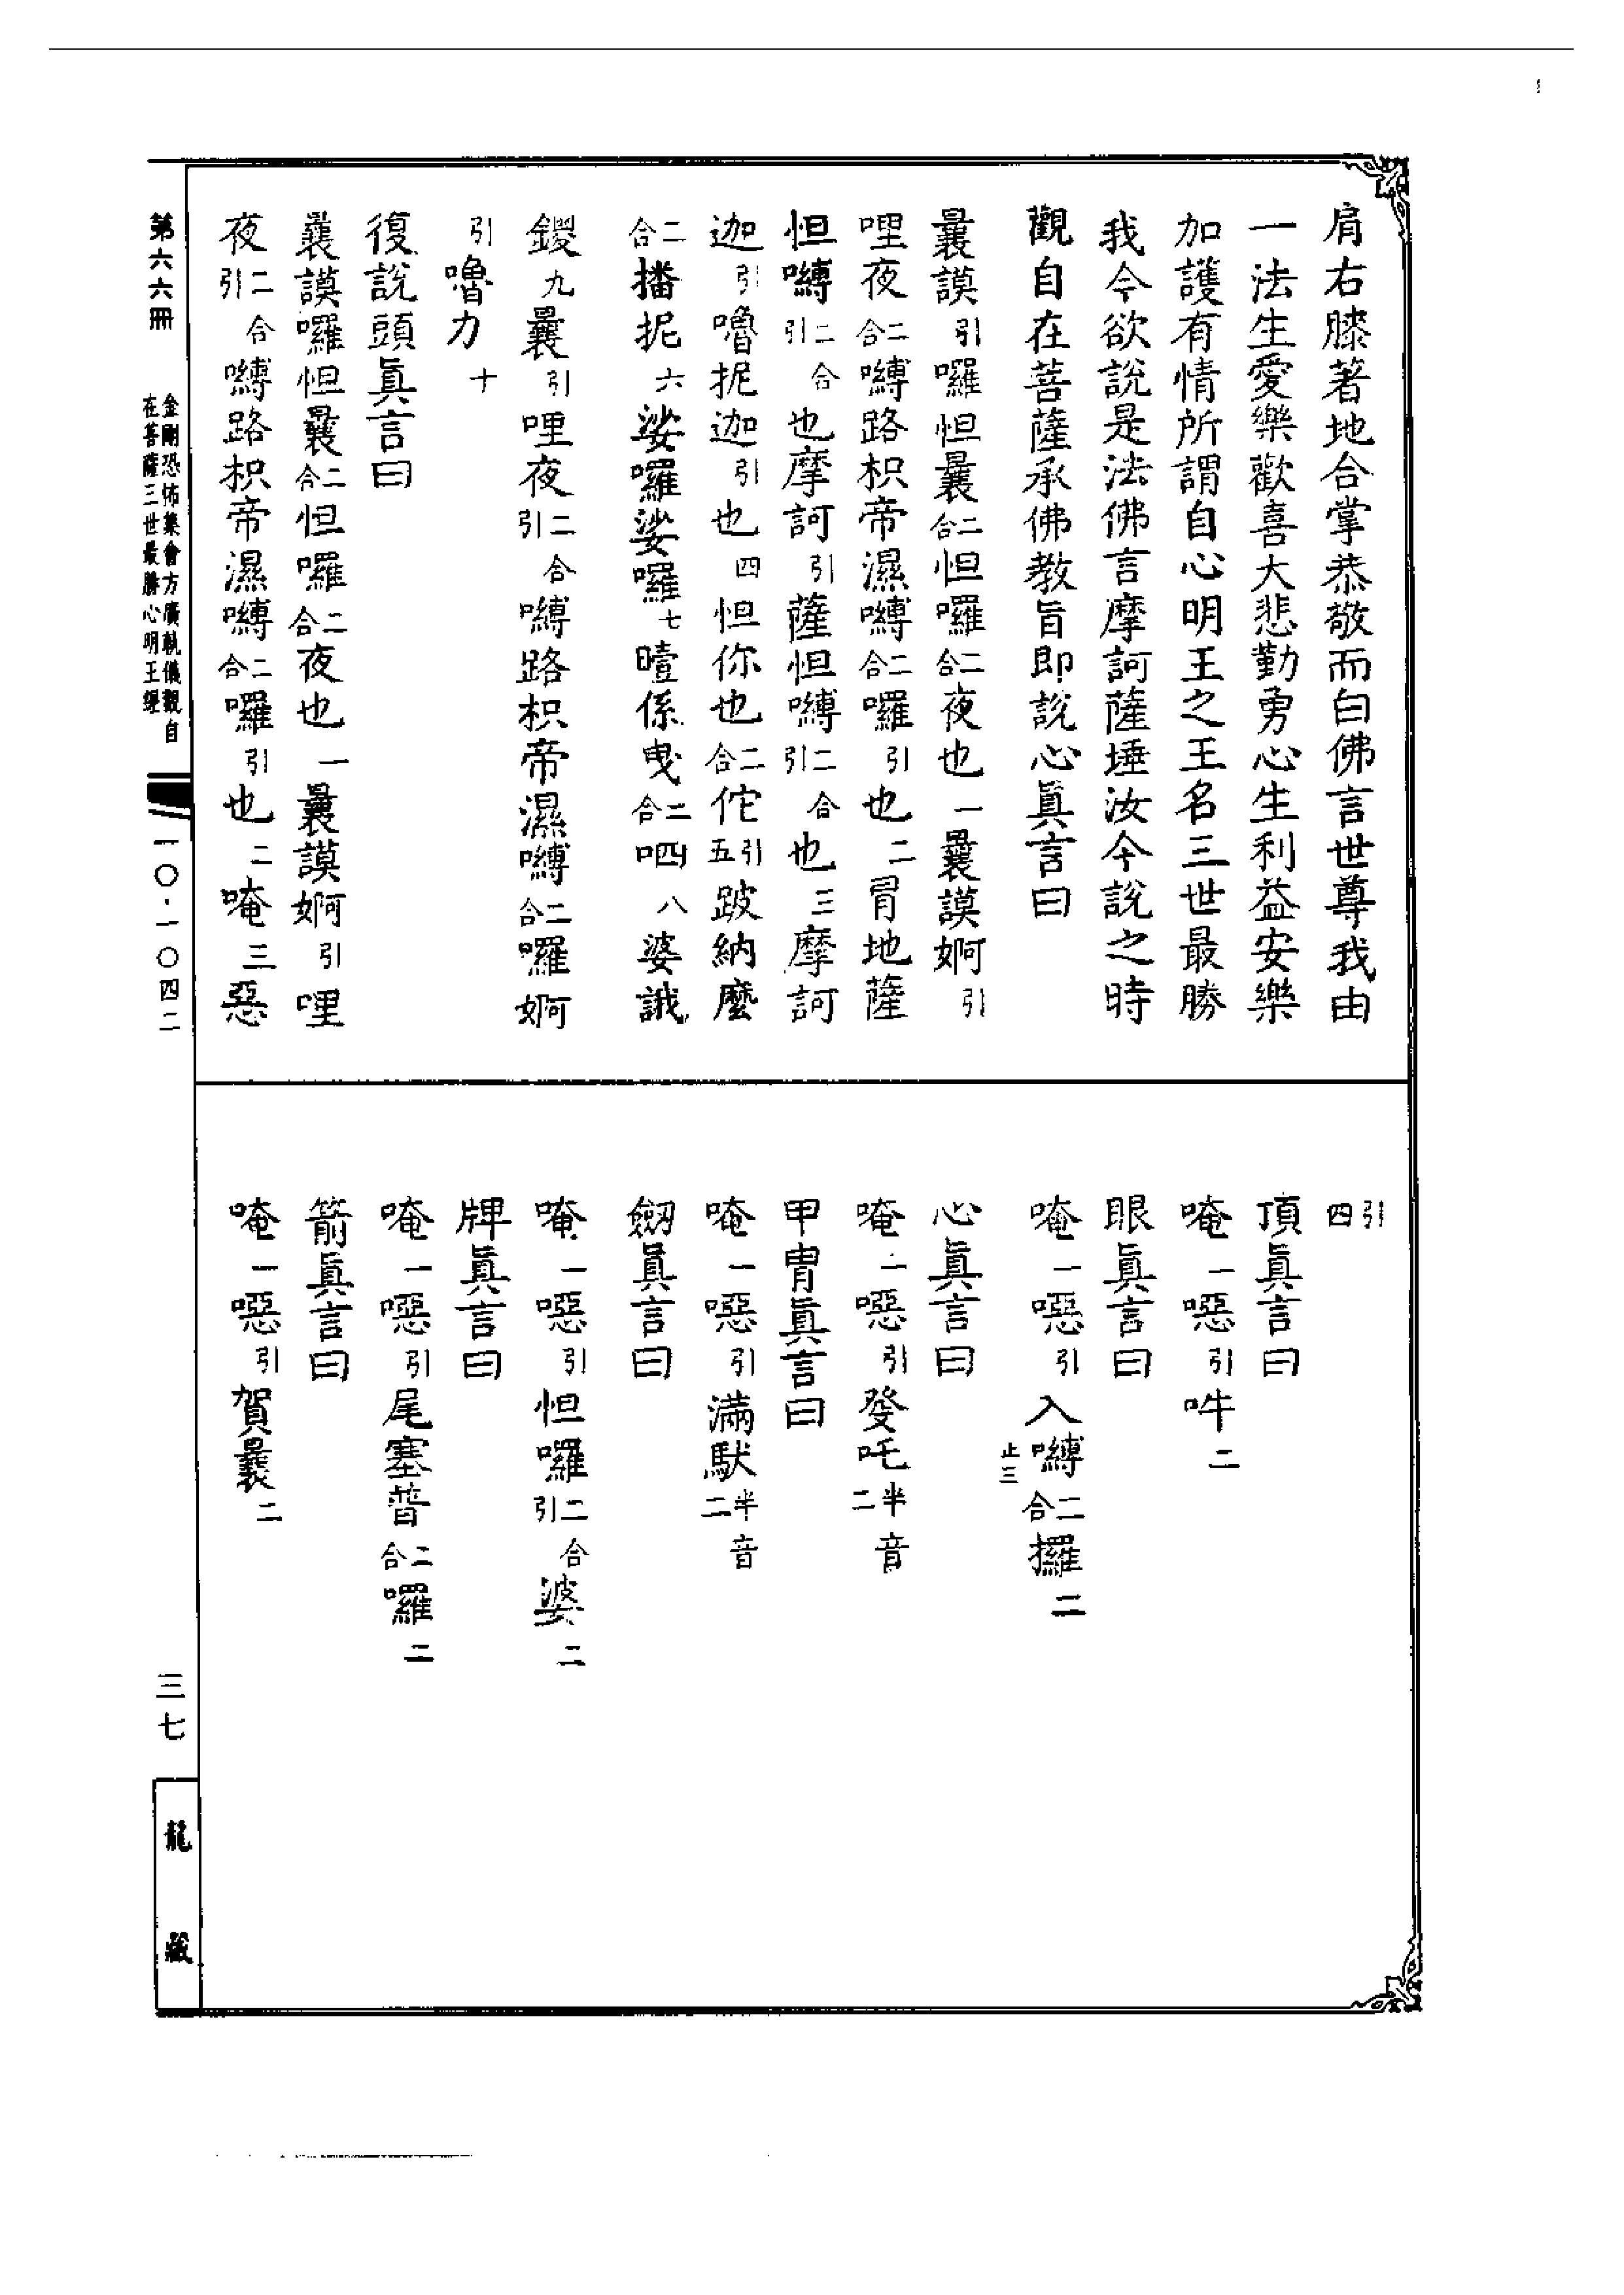 肩右膝著地合掌恭敬而白佛言世尊我由
一法生愛樂歡喜大悲勤勇心生利益安樂
加護有情所謂自心明王之王名三世最勝
我今欲說是法佛言摩訶薩埵汝今說之時
觀自在菩薩承佛教旨即說心眞言曰
曩謨引囉怛曩二合怛囉二合夜也一曩謨婀引
哩夜二合嚩路枳帝濕嚩二合囉引也二冐地薩
怛嚩二合引也摩訶引薩怛嚩二合引也三摩訶
迦引嚕抳迦引也四怛你也二合佗引五跛納麽
二合播抳六娑囉娑囉七曀係曳二合呬八婆誐
鑁九曩引哩夜二合引嚩路枳帝濕嚩二合囉婀
引嚕力十
復說頭眞言曰
曩謨囉怛曩二合怛囉二合夜也一曩謨婀引哩
夜二合引嚩路枳帝濕嚩二合囉引也二唵三惡
引四
頂眞言曰
唵一噁引吽二
眼眞言曰
唵一噁引入嚩二合攞二
止三
心眞言曰
唵一噁引發吒半音二
甲冑眞言曰
唵一噁引滿馱半音二
劒眞言曰
唵一噁引怛囉二合引婆二
牌眞言曰
唵一噁引尾塞普二合囉二
箭眞言曰
唵一噁引賀曩二
第六六冊
金剛恐怖集會方廣軌儀觀自
在菩薩三世最勝心明王經
一〇·一〇四二
三七
龍藏